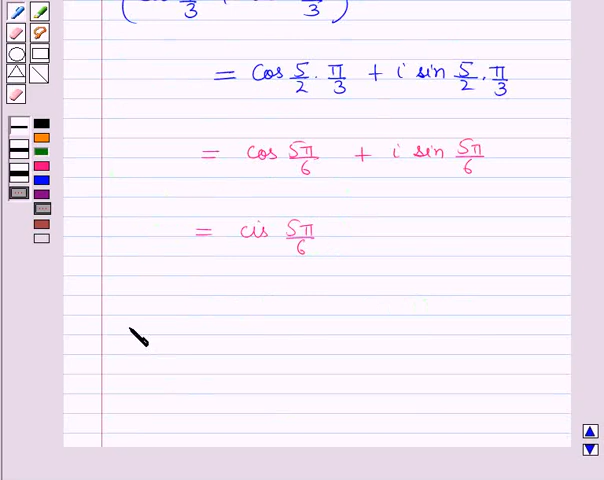 = cos 5/2 . π/3 + i sin 5/2 . π/3
= cos 5π/6 + i sin 5π/6
= cis 5π/6